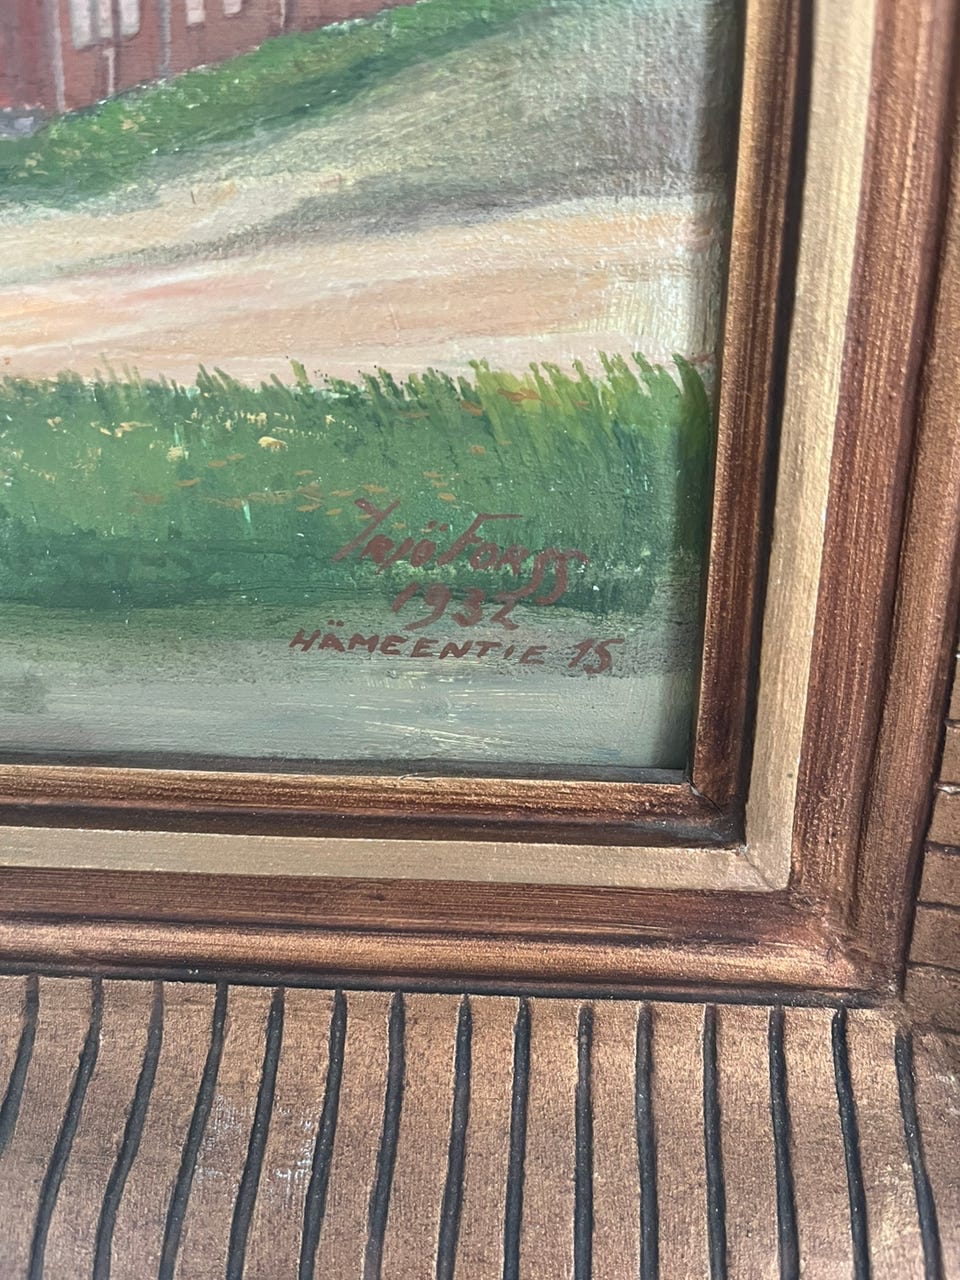 Yrjö Forss
1932
HÄMEENTIE 15